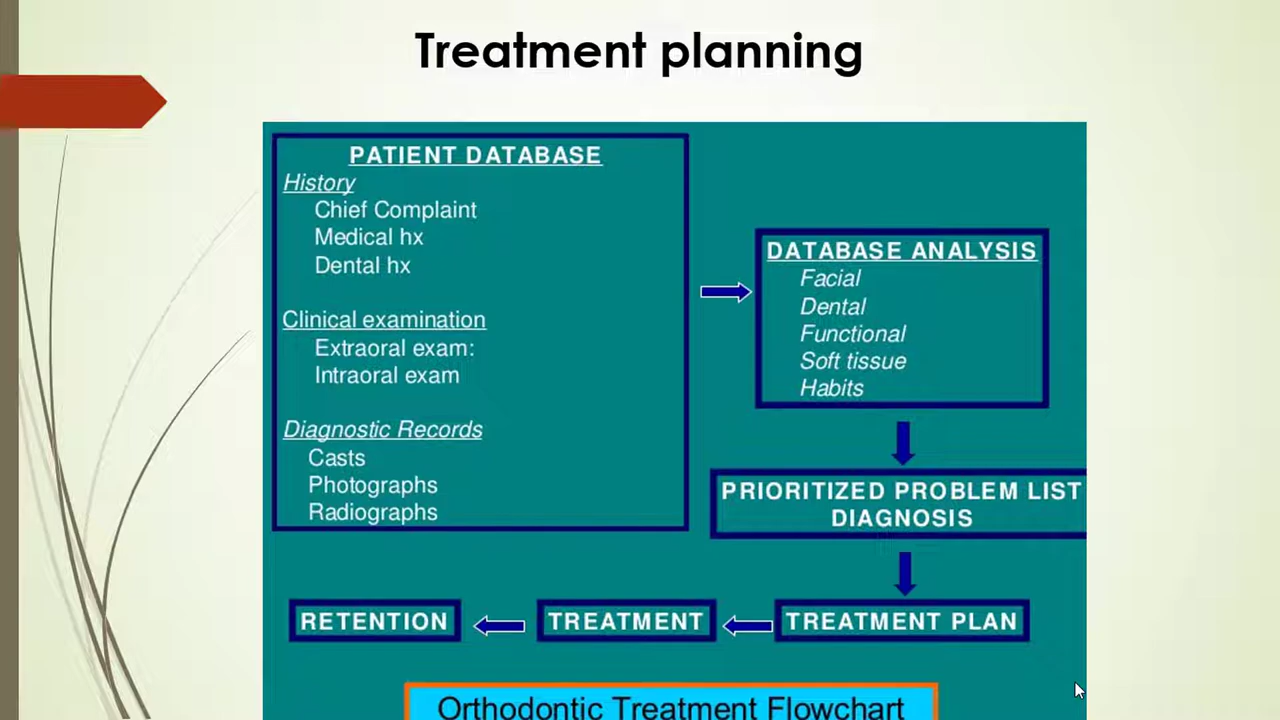 Treatment planning
PATIENT DATABASE
History
Chief Complaint
Medical hx
Dental hx
Clinical examination
Extraoral exam:
Intraoral exam
Diagnostic Records
Casts
Photographs
Radiographs
DATABASE ANALYSIS
Facial
Dental
Functional
Soft tissue
Habits
PRIORITIZED PROBLEM LIST
DIAGNOSIS
TREATMENT PLAN
TREATMENT
RETENTION
Orthodontic Treatment Flowchart